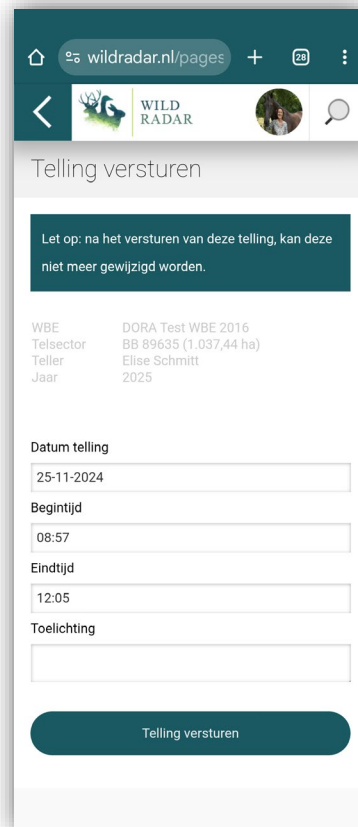 wildradar.nl/pages
28
WILD
RADAR
Telling versturen
Let op: na het versturen van deze telling, kan deze
niet meer gewijzigd worden.
WBE DORA Test WBE 2016
Telsector BB 89635 (1.037,44 ha)
Teller Elise Schmitt
Jaar 2025
Datum telling
25-11-2024
Begintijd
08:57
Eindtijd
12:05
Toelichting
Telling versturen